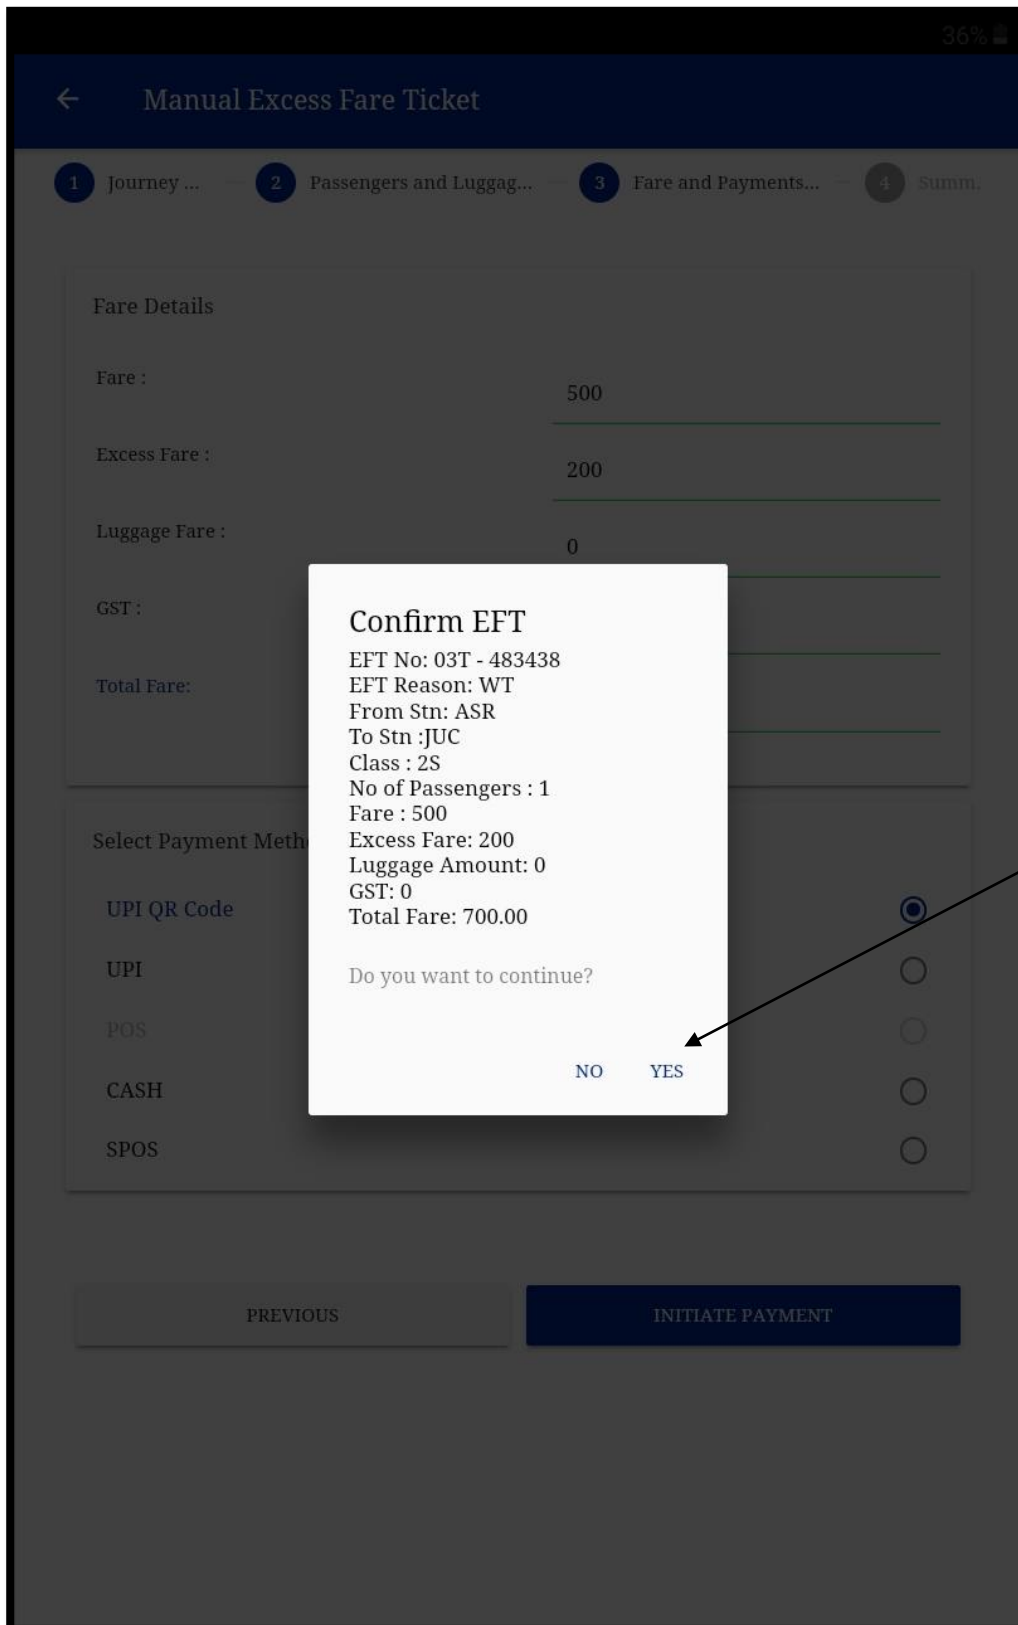 36%
Manual Excess Fare Ticket
1 Journey ... 2 Passengers and Luggag... 3 Fare and Payments... 4 Summ.
Fare Details
Fare :
500
Excess Fare :
200
Luggage Fare :
0
GST :
Total Fare:
Confirm EFT
EFT No: 03T - 483438
EFT Reason: WT
From Stn: ASR
To Stn :JUC
Class : 2S
No of Passengers : 1
Fare : 500
Excess Fare: 200
Luggage Amount: 0
GST: 0
Total Fare: 700.00
Do you want to continue?
NO YES
Select Payment Meth
UPI QR Code
UPI
POS
CASH
SPOS
PREVIOUS INITIATE PAYMENT